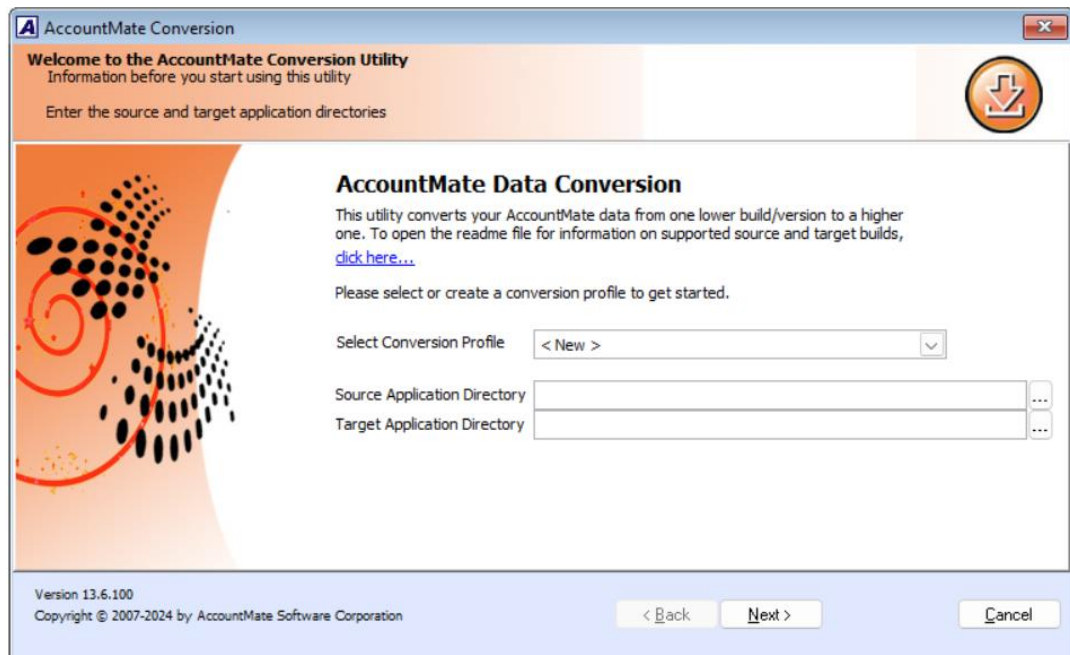 AccountMate Conversion
Welcome to the AccountMate Conversion Utility
Information before you start using this utility
Enter the source and target application directories
AccountMate Data Conversion
This utility converts your AccountMate data from one lower build/version to a higher
one. To open the readme file for information on supported source and target builds,
click here...
Please select or create a conversion profile to get started.
Select Conversion Profile
< New >
Source Application Directory
...
Target Application Directory
...
Version 13.6.100
Copyright © 2007-2024 by AccountMate Software Corporation
< Back
Next >
Cancel